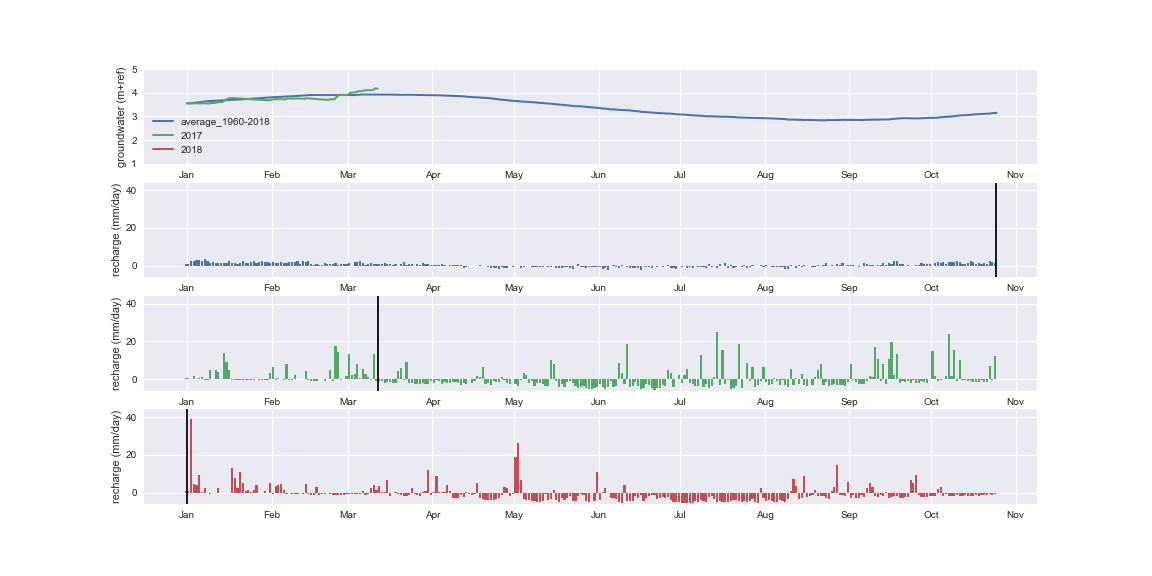 groundwater (m+ref)
5
4
3
2
1
average_1960-2018
2017
2018
Jan Feb Mar Apr May Jun Jul Aug Sep Oct Nov
recharge (mm/day)
40
20
0
Jan Feb Mar Apr May Jun Jul Aug Sep Oct Nov
recharge (mm/day)
40
20
0
Jan Feb Mar Apr May Jun Jul Aug Sep Oct Nov
recharge (mm/day)
40
20
0
Jan Feb Mar Apr May Jun Jul Aug Sep Oct Nov